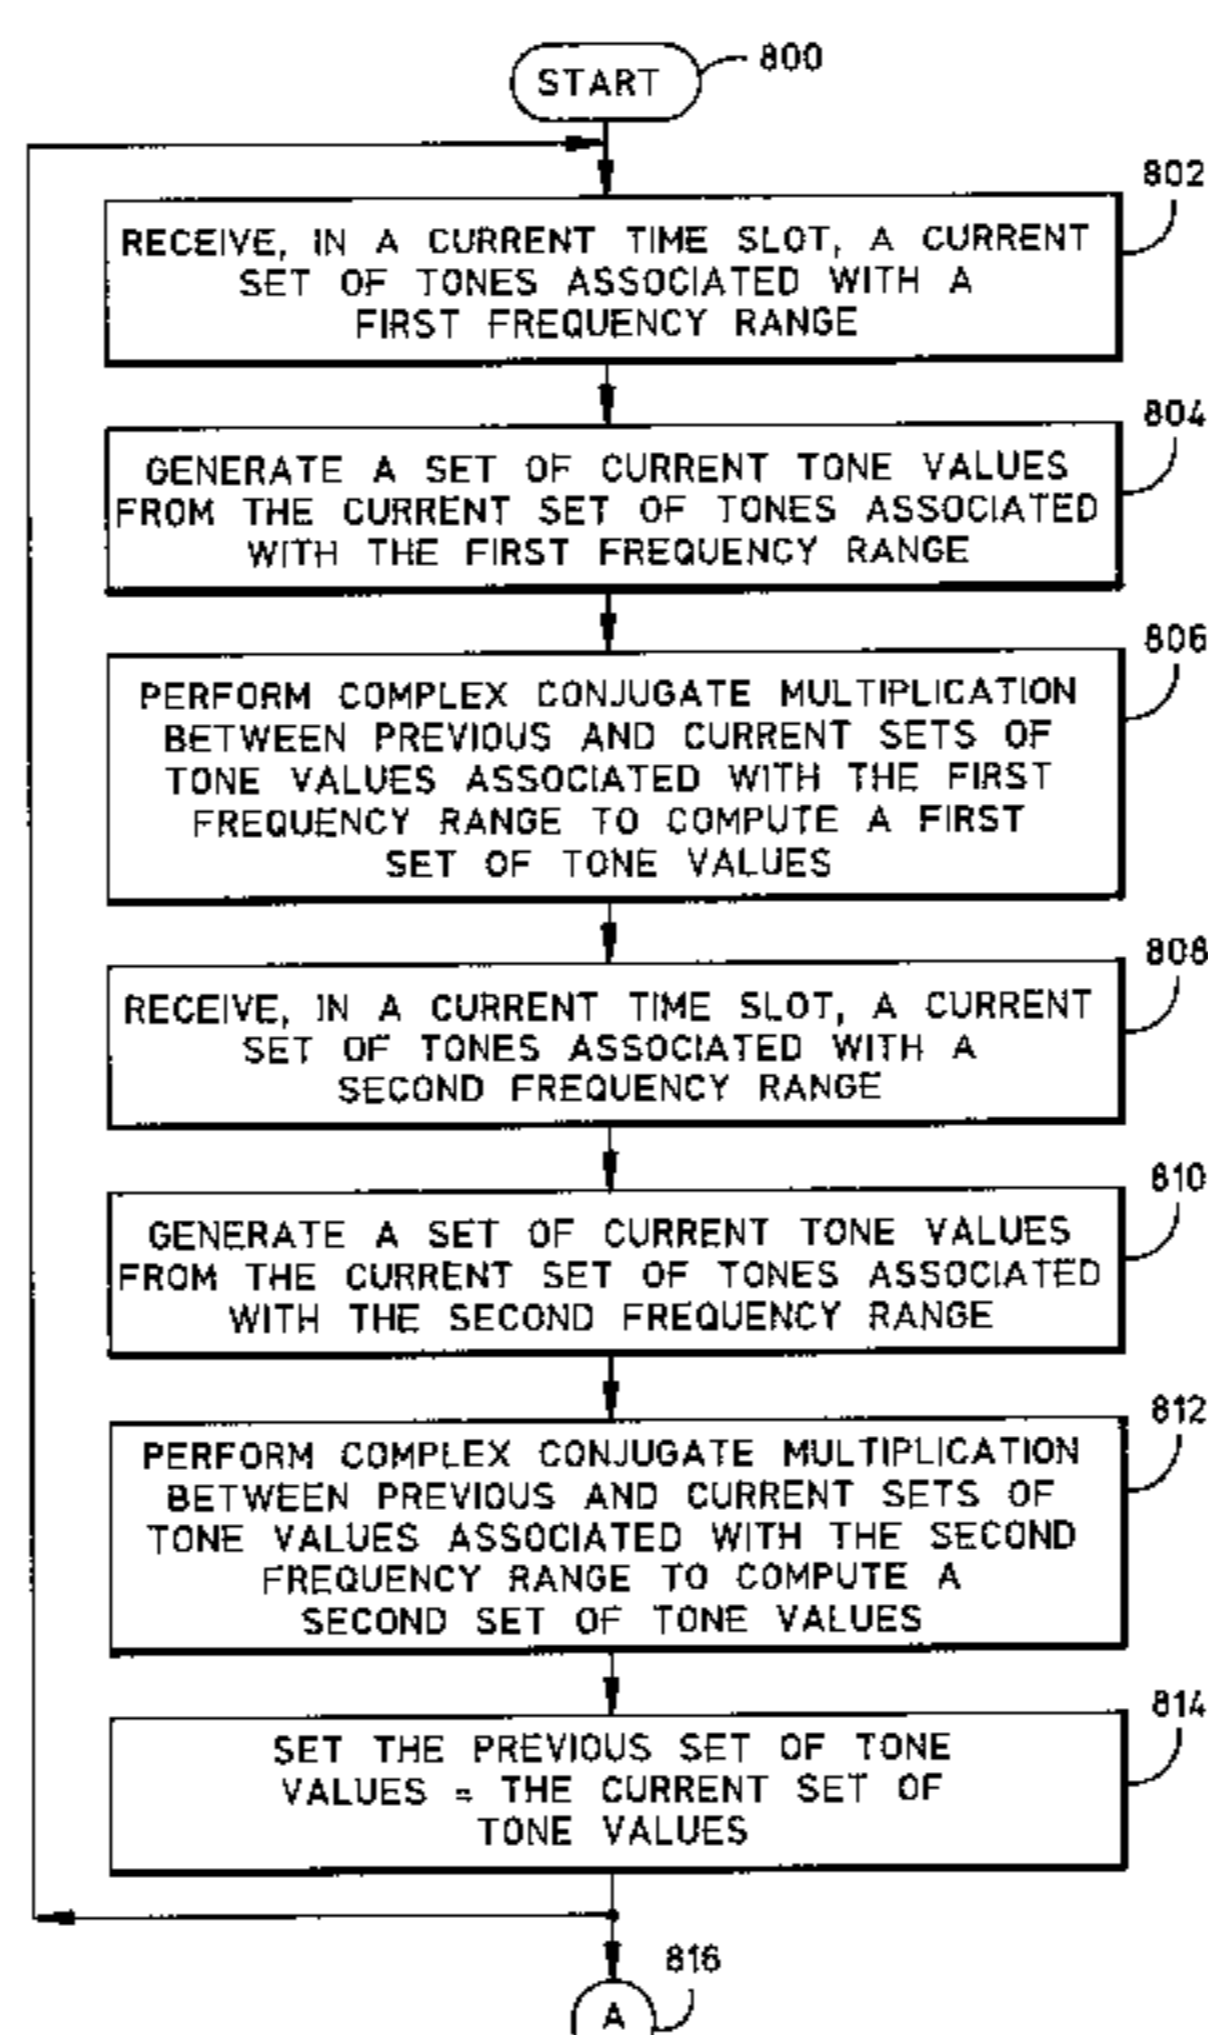 START
800
802
RECEIVE, IN A CURRENT TIME SLOT, A CURRENT
SET OF TONES ASSOCIATED WITH A
FIRST FREQUENCY RANGE
804
GENERATE A SET OF CURRENT TONE VALUES
FROM THE CURRENT SET OF TONES ASSOCIATED
WITH THE FIRST FREQUENCY RANGE
806
PERFORM COMPLEX CONJUGATE MULTIPLICATION
BETWEEN PREVIOUS AND CURRENT SETS OF
TONE VALUES ASSOCIATED WITH THE FIRST
FREQUENCY RANGE TO COMPUTE A FIRST
SET OF TONE VALUES
808
RECEIVE, IN A CURRENT TIME SLOT, A CURRENT
SET OF TONES ASSOCIATED WITH A
SECOND FREQUENCY RANGE
810
GENERATE A SET OF CURRENT TONE VALUES
FROM THE CURRENT SET OF TONES ASSOCIATED
WITH THE SECOND FREQUENCY RANGE
812
PERFORM COMPLEX CONJUGATE MULTIPLICATION
BETWEEN PREVIOUS AND CURRENT SETS OF
TONE VALUES ASSOCIATED WITH THE SECOND
FREQUENCY RANGE TO COMPUTE A
SECOND SET OF TONE VALUES
814
SET THE PREVIOUS SET OF TONE
VALUES = THE CURRENT SET OF
TONE VALUES
816
A